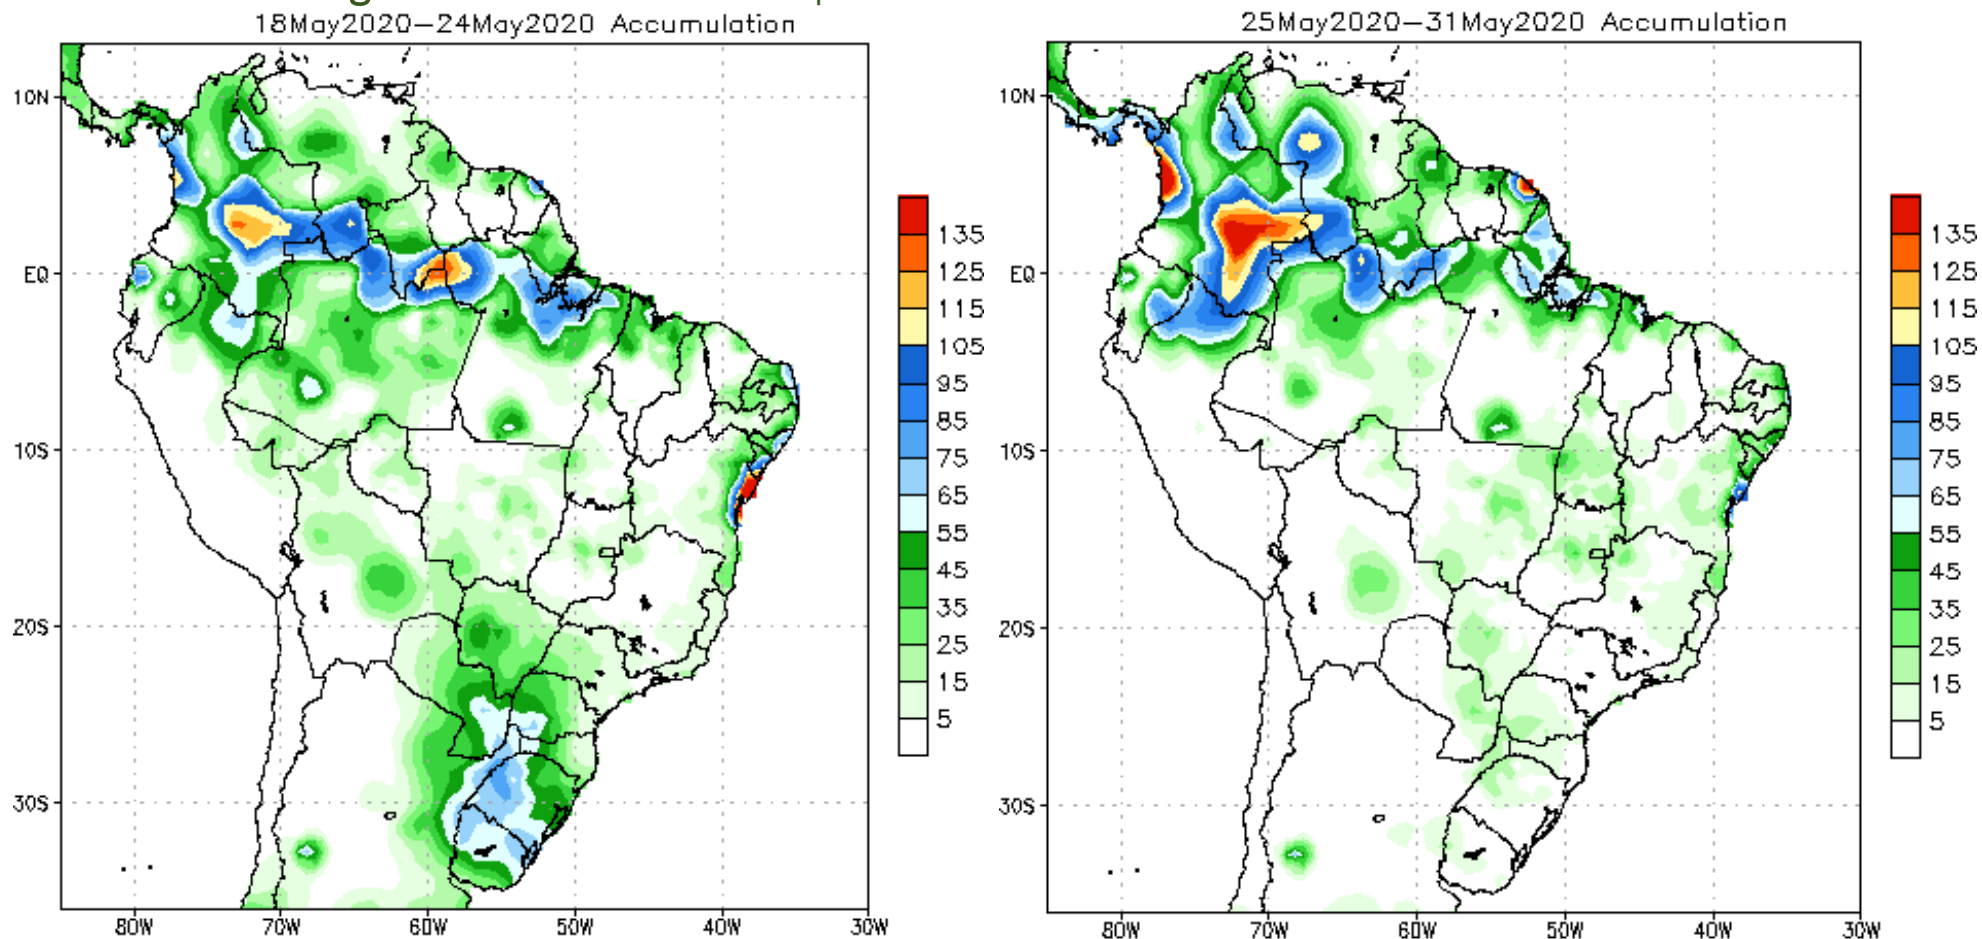 18May2020–24May2020 Accumulation
25May2020–31May2020 Accumulation
10N
EQ
10S
20S
30S
80W
70W
60W
50W
40W
30W
135
125
115
105
95
85
75
65
55
45
35
25
15
5
10N
EQ
10S
20S
30S
80W
70W
60W
50W
40W
30W
135
125
115
105
95
85
75
65
55
45
35
25
15
5